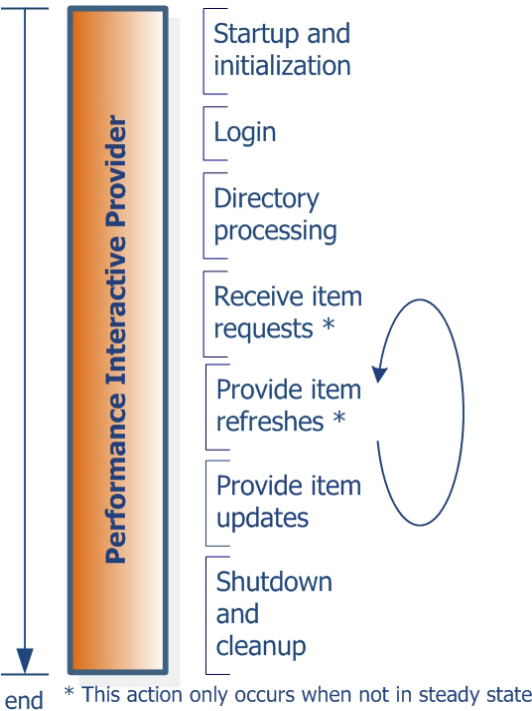 Performance Interactive Provider
Startup and
initialization
Login
Directory
processing
Receive item
requests *
Provide item
refreshes *
Provide item
updates
Shutdown
and
cleanup
end
* This action only occurs when not in steady state